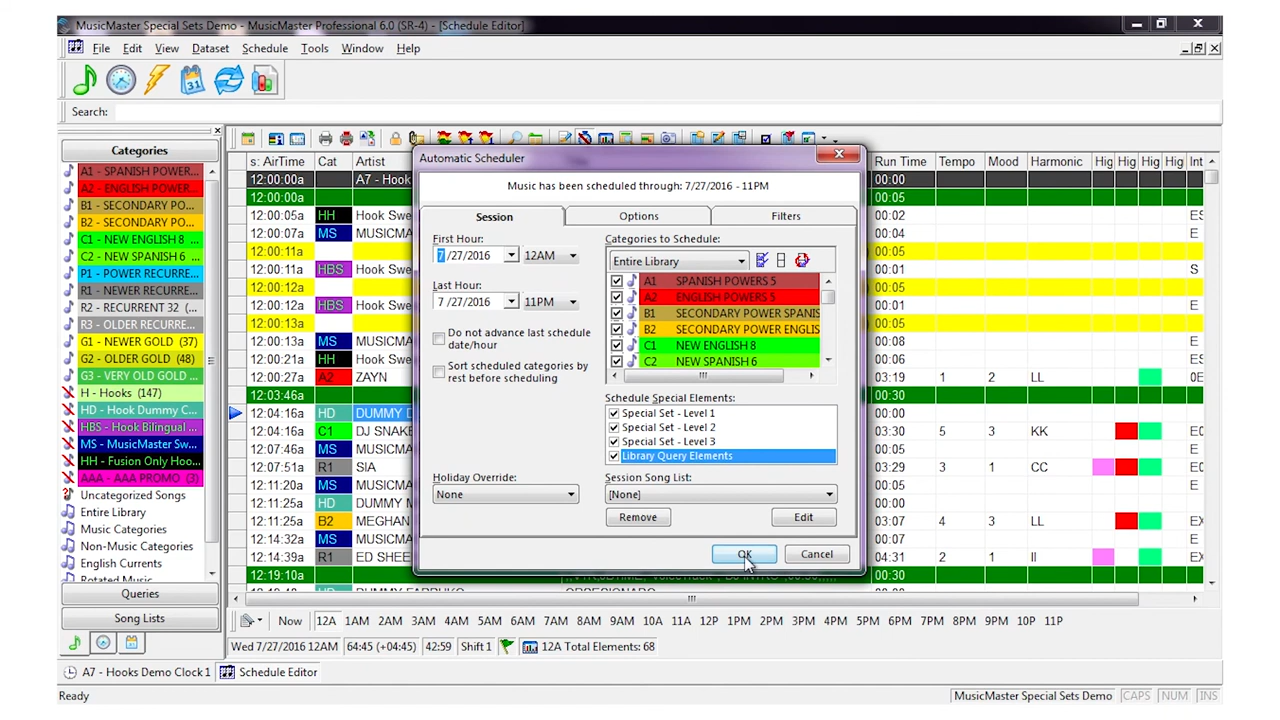 MusicMaster Special Sets Demo - MusicMaster Professional 6.0 (SR-4) - [Schedule Editor]
File Edit View Dataset Schedule Tools Window Help
Search:
Categories
A1 - SPANISH POWER...
A2 - ENGLISH POWER...
B1 - SECONDARY PO...
B2 - SECONDARY PO...
C1 - NEW ENGLISH 8 ...
C2 - NEW SPANISH 6 ...
P1 - POWER RECURRE...
R1 - NEWER RECURRE...
R2 - RECURRENT 32 (...
R3 - OLDER RECURRE...
G1 - NEWER GOLD (37)
G2 - OLDER GOLD (48)
G3 - VERY OLD GOLD ...
H - Hooks (147)
HD - Hook Dummy C...
HBS - Hook Bilingual ...
MS - MusicMaster Sw...
HH - Fusion Only Hoo...
AAA - AAA PROMO (3)
Uncategorized Songs
Entire Library
Music Categories
Non-Music Categories
English Currents
Rotated Music
Queries
Song Lists
s: AirTime Cat Artist Run Time Tempo Mood Harmonic Hig Hig Hig Hig Int
12:00:00a A7 - Hook 00:00
12:00:00a 00:05
12:00:05a HH Hook Swe 00:02 ES
12:00:07a MS MUSICMA 00:04 E
12:00:11a 00:05
12:00:11a HBS Hook Swe 00:01 S
12:00:12a 00:05
12:00:12a HBS Hook Swe 00:01 E
12:00:13a 00:05
12:00:13a MS MUSICMA 00:08 E
12:00:21a HH Hook Swe 00:06 ES
12:00:27a A2 ZAYN 03:19 1 2 LL 0E
12:03:46a 00:30
12:04:16a HD DUMMY D 00:00
12:04:16a C1 DJ SNAKE 03:30 5 3 KK E0
12:07:46a MS MUSICMA 00:05 E
12:07:51a R1 SIA 03:29 3 1 CC E0
12:11:20a MS MUSICMA 00:05 E
12:11:25a HD DUMMY M 00:00
12:11:25a B2 MEGHAN 03:07 4 3 LL EX
12:14:32a MS MUSICMA 00:07 E
12:14:39a R1 ED SHEE 04:31 2 1 II EX
12:19:10a 00:30
Automatic Scheduler
Music has been scheduled through: 7/27/2016 - 11PM
Session Options Filters
First Hour:
7 /27/2016 12AM
Last Hour:
7 /27/2016 11PM
Do not advance last schedule
date/hour
Sort scheduled categories by
rest before scheduling
Holiday Override:
None
Categories to Schedule:
Entire Library
A1 SPANISH POWERS 5
A2 ENGLISH POWERS 5
B1 SECONDARY POWER SPANIS
B2 SECONDARY POWER ENGLIS
C1 NEW ENGLISH 8
C2 NEW SPANISH 6
Schedule Special Elements:
Special Set - Level 1
Special Set - Level 2
Special Set - Level 3
Library Query Elements
Session Song List:
[None]
Remove Edit
OK Cancel
Now 12A 1AM 2AM 3AM 4AM 5AM 6AM 7AM 8AM 9AM 10A 11A 12P 1PM 2PM 3PM 4PM 5PM 6PM 7PM 8PM 9PM 10P 11P
Wed 7/27/2016 12AM 64:45 (+04:45) 42:59 Shift 1 12A Total Elements: 68
A7 - Hooks Demo Clock 1 Schedule Editor
Ready MusicMaster Special Sets Demo CAPS NUM INS